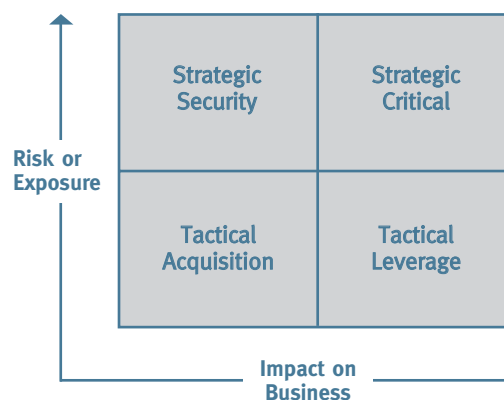 Strategic
Security
Strategic
Critical
Risk or
Exposure
Tactical
Acquisition
Tactical
Leverage
Impact on
Business